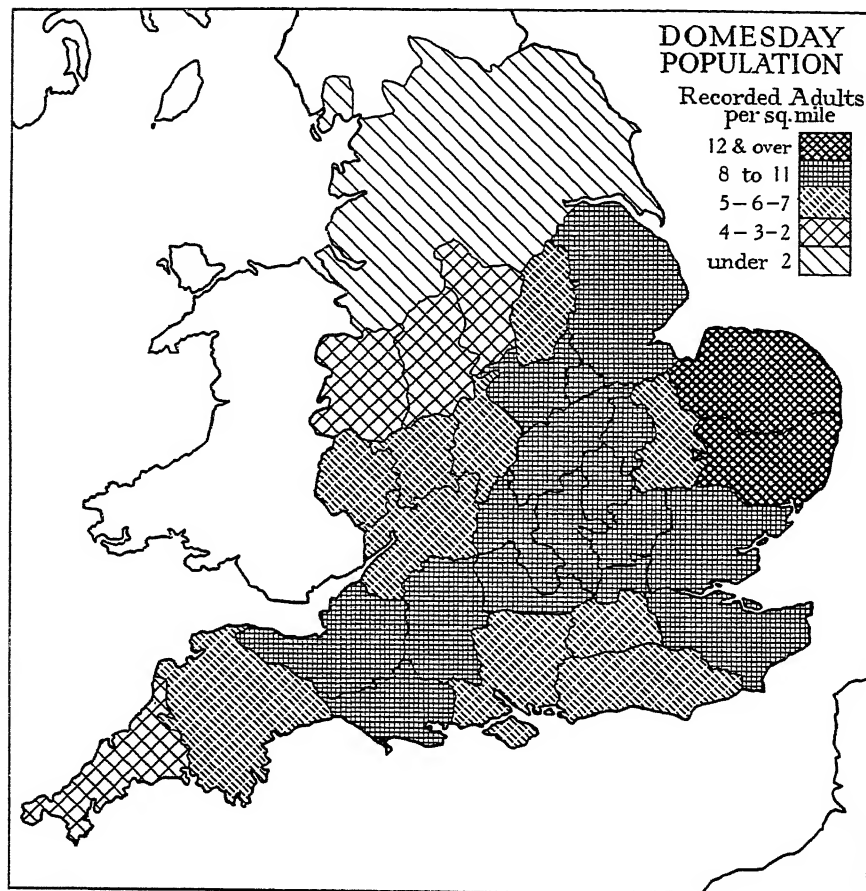 DOMESDAY
POPULATION
Recorded Adults
per sq. mile
12 & over
8 to 11
5-6-7
4-3-2
under 2